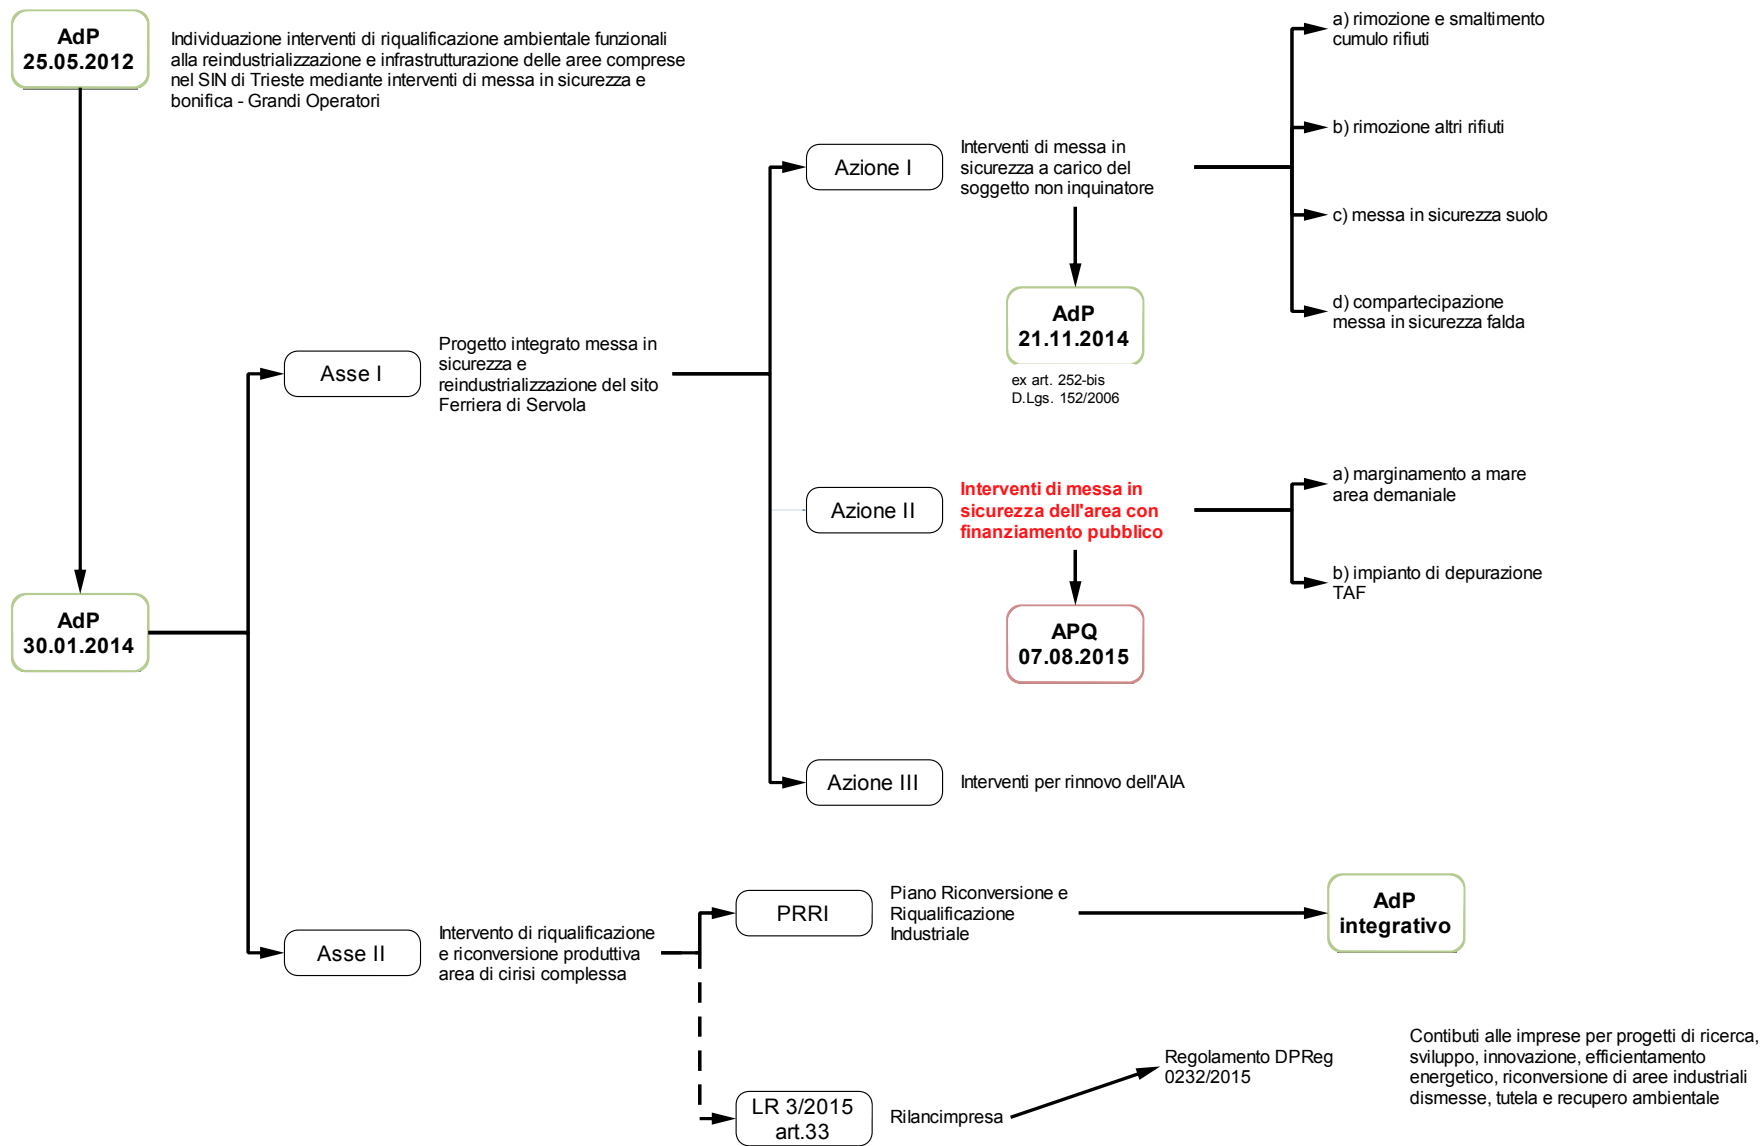 AdP
25.05.2012
Individuazione interventi di riqualificazione ambientale funzionali
alla reindustrializzazione e infrastrutturazione delle aree comprese
nel SIN di Trieste mediante interventi di messa in sicurezza e
bonifica - Grandi Operatori
AdP
30.01.2014
Asse I
Progetto integrato messa in
sicurezza e
reindustrializzazione del sito
Ferriera di Servola
Azione I
Interventi di messa in
sicurezza a carico del
soggetto non inquinatore
a) rimozione e smaltimento
cumulo rifiuti
b) rimozione altri rifiuti
c) messa in sicurezza suolo
d) compartecipazione
messa in sicurezza falda
AdP
21.11.2014
ex art. 252-bis
D.Lgs. 152/2006
Azione II
Interventi di messa in
sicurezza dell'area con
finanziamento pubblico
a) marginamento a mare
area demaniale
b) impianto di depurazione
TAF
APQ
07.08.2015
Azione III
Interventi per rinnovo dell'AIA
Asse II
Intervento di riqualificazione
e riconversione produttiva
area di cirisi complessa
PRRI
Piano Riconversione e
Riqualificazione
Industriale
AdP
integrativo
LR 3/2015
art.33
Rilancimpresa
Regolamento DPReg
0232/2015
Contibuti alle imprese per progetti di ricerca,
sviluppo, innovazione, efficientamento
energetico, riconversione di aree industriali
dismesse, tutela e recupero ambientale